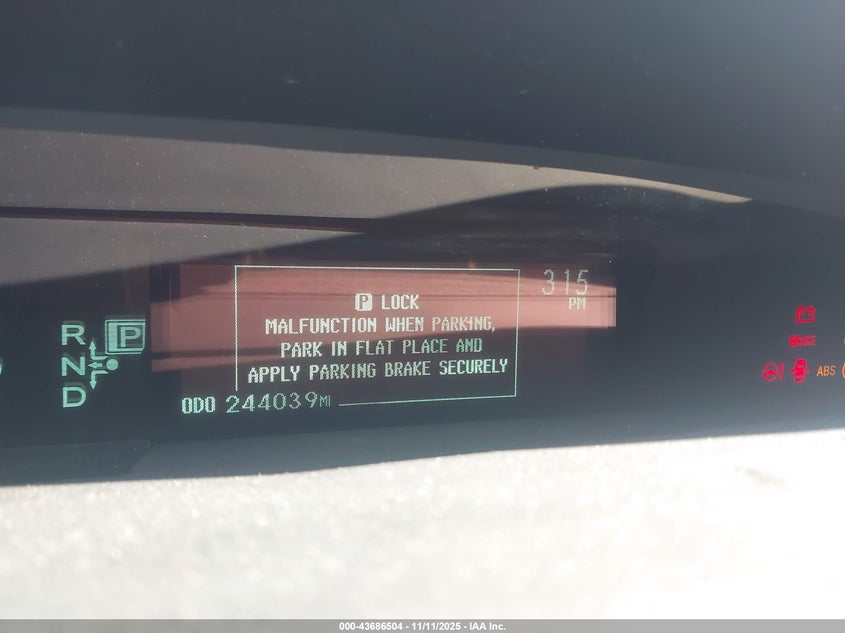 315
PM
P LOCK
MALFUNCTION WHEN PARKING,
PARK IN FLAT PLACE AND
APPLY PARKING BRAKE SECURELY
ODO 244039MI
R P
N
D
BRAKE
ABS
000-43686504 - 11/11/2025 - IAA Inc.